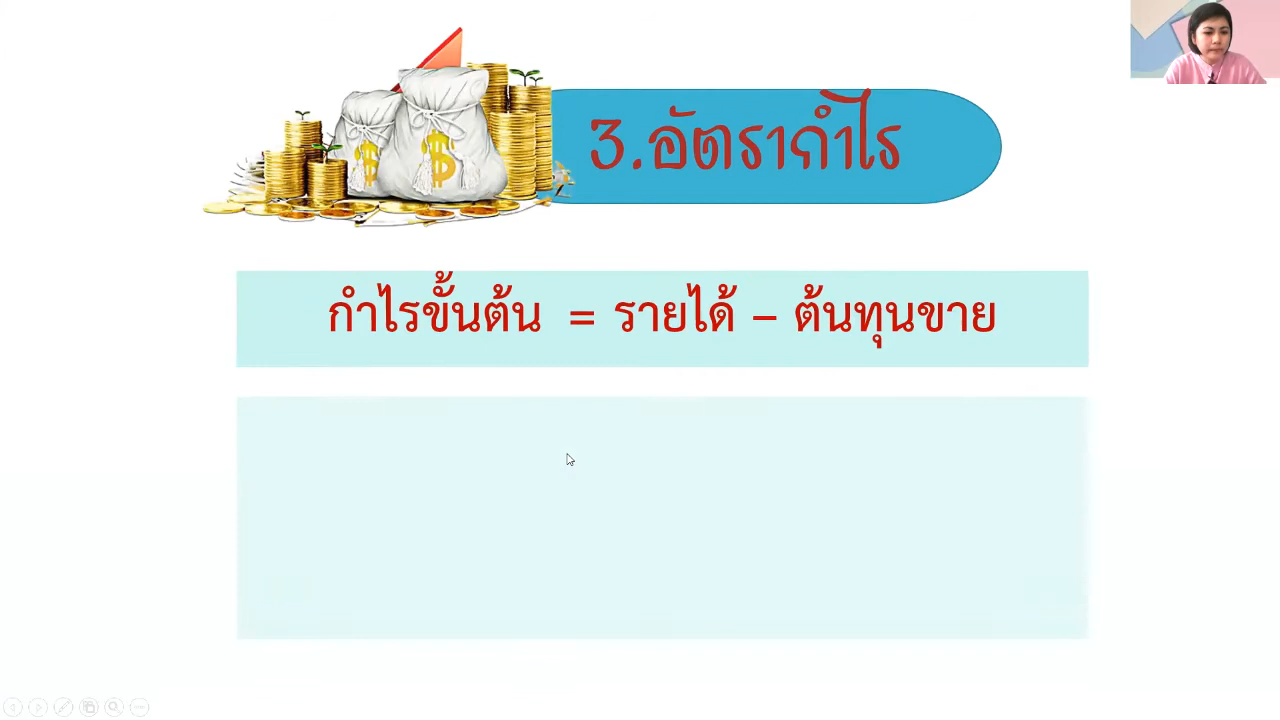 3.อัตรากำไร
กำไรขั้นต้น = รายได้ – ต้นทุนขาย